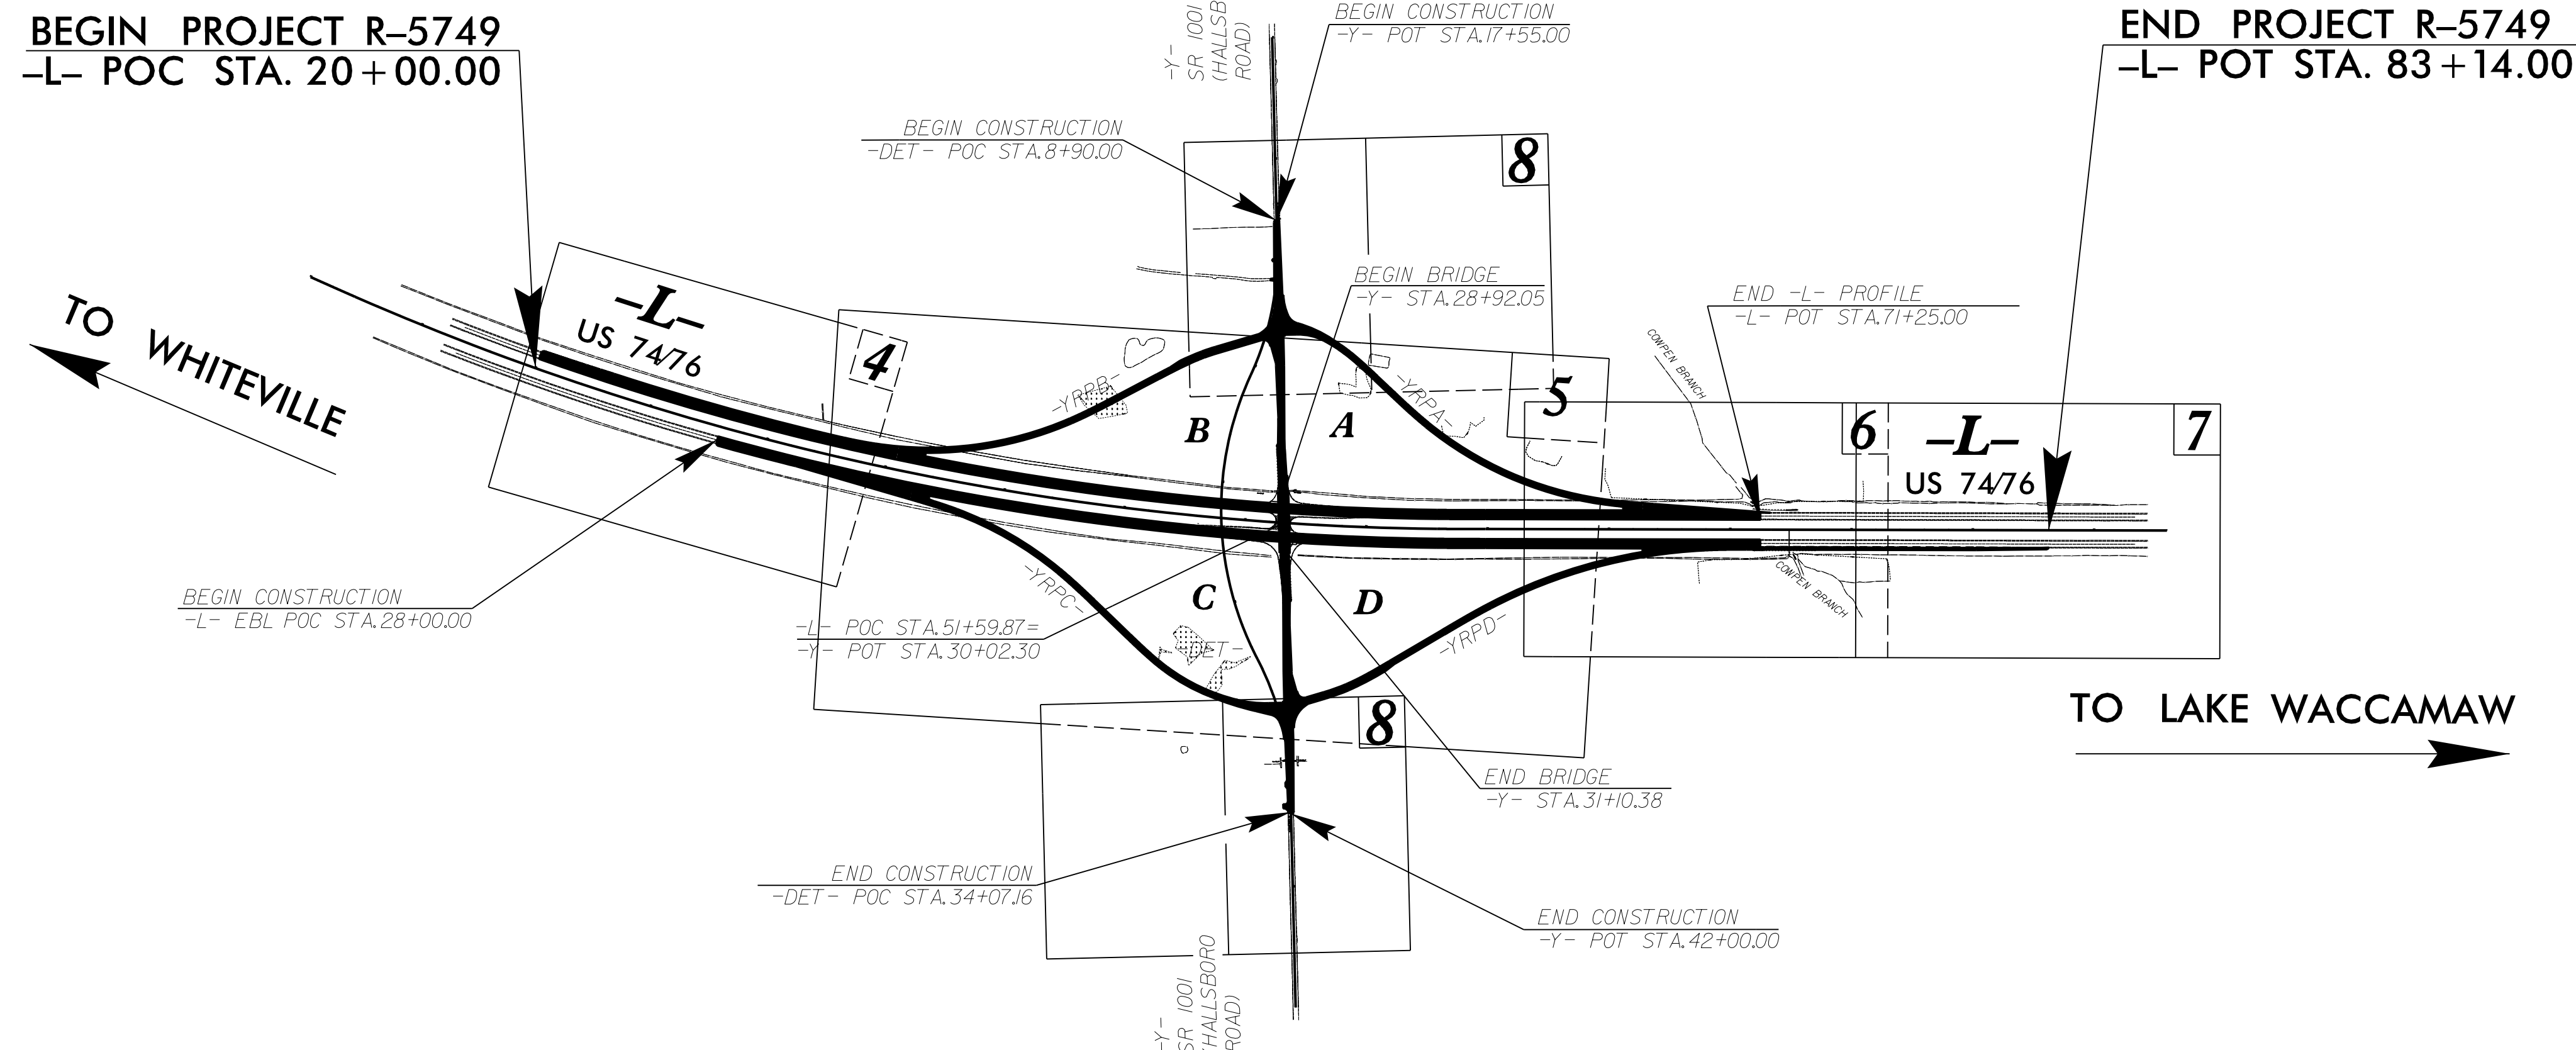 BEGIN PROJECT R-5749
-L- POC STA. 20+00.00
-Y-
SR 1001
(HALLSB
ROAD)
BEGIN CONSTRUCTION
-Y- POT STA.17+55.00
END PROJECT R-5749
-L- POT STA. 83+14.00
BEGIN CONSTRUCTION
-DET- POC STA.8+90.00
8
BEGIN BRIDGE
-Y- STA.28+92.05
END -L- PROFILE
-L- POT STA.71+25.00
TO WHITEVILLE
-L-
US 74/76
4
-YRPB-
B
A
-YRPA-
5
COWPEN BRANCH
6
-L-
US 74/76
7
BEGIN CONSTRUCTION
-L- EBL POC STA.28+00.00
-YRPC-
C
D
-YRPD-
COWPEN BRANCH
-L- POC STA.51+59.87=
-Y- POT STA.30+02.30
-DET-
8
TO LAKE WACCAMAW
END BRIDGE
-Y- STA.31+10.38
END CONSTRUCTION
-DET- POC STA.34+07.16
END CONSTRUCTION
-Y- POT STA.42+00.00
-Y-
SR 1001
HALLSBORO
ROAD)